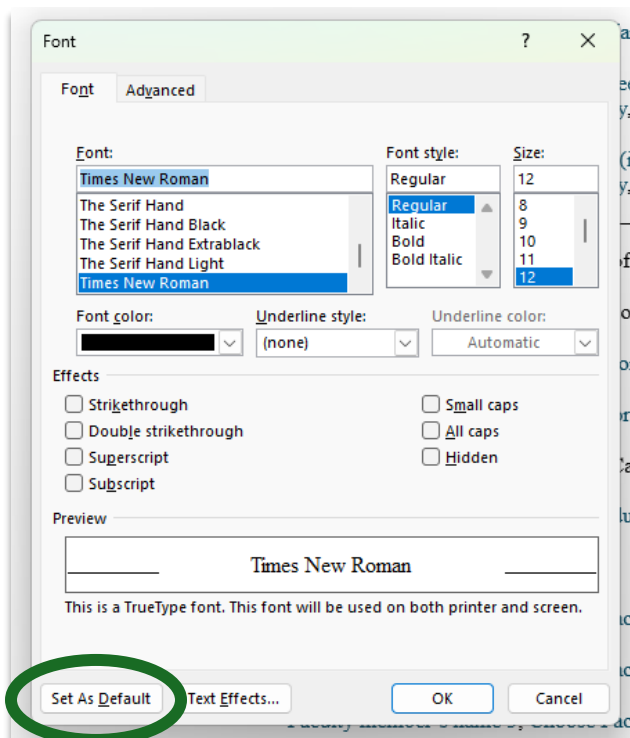 Font ?
Font Advanced
Font: Font style: Size:
Times New Roman Regular 12
The Serif Hand Regular 8
The Serif Hand Black Italic 9
The Serif Hand Extrablack Bold 10
The Serif Hand Light Bold Italic 11
Times New Roman 12
Font color: Underline style: Underline color:
(none) Automatic
Effects
Strikethrough Small caps
Double strikethrough All caps
Superscript Hidden
Subscript
Preview
Times New Roman
This is a TrueType font. This font will be used on both printer and screen.
Set As Default Text Effects... OK Cancel